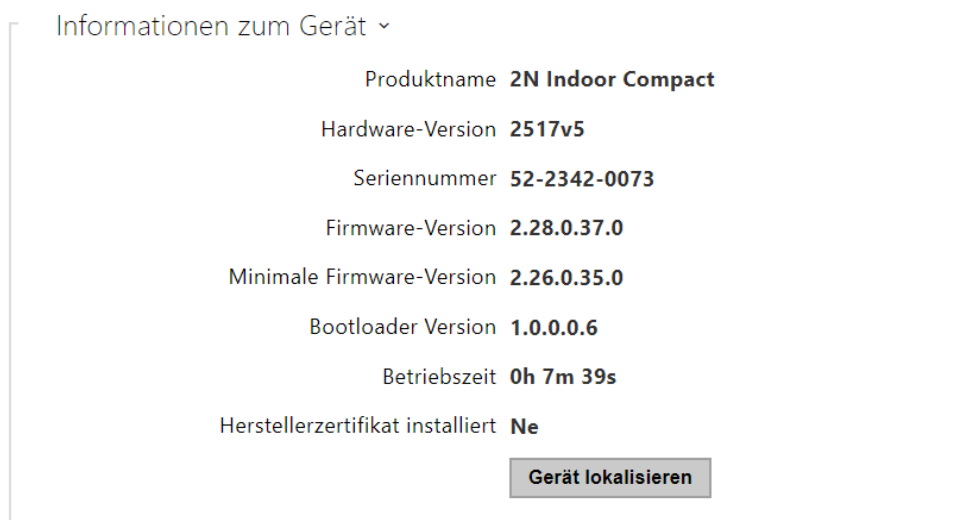 Informationen zum Gerät
Produktname 2N Indoor Compact
Hardware-Version 2517v5
Seriennummer 52-2342-0073
Firmware-Version 2.28.0.37.0
Minimale Firmware-Version 2.26.0.35.0
Bootloader Version 1.0.0.0.6
Betriebszeit 0h 7m 39s
Herstellerzertifikat installiert Ne
Gerät lokalisieren